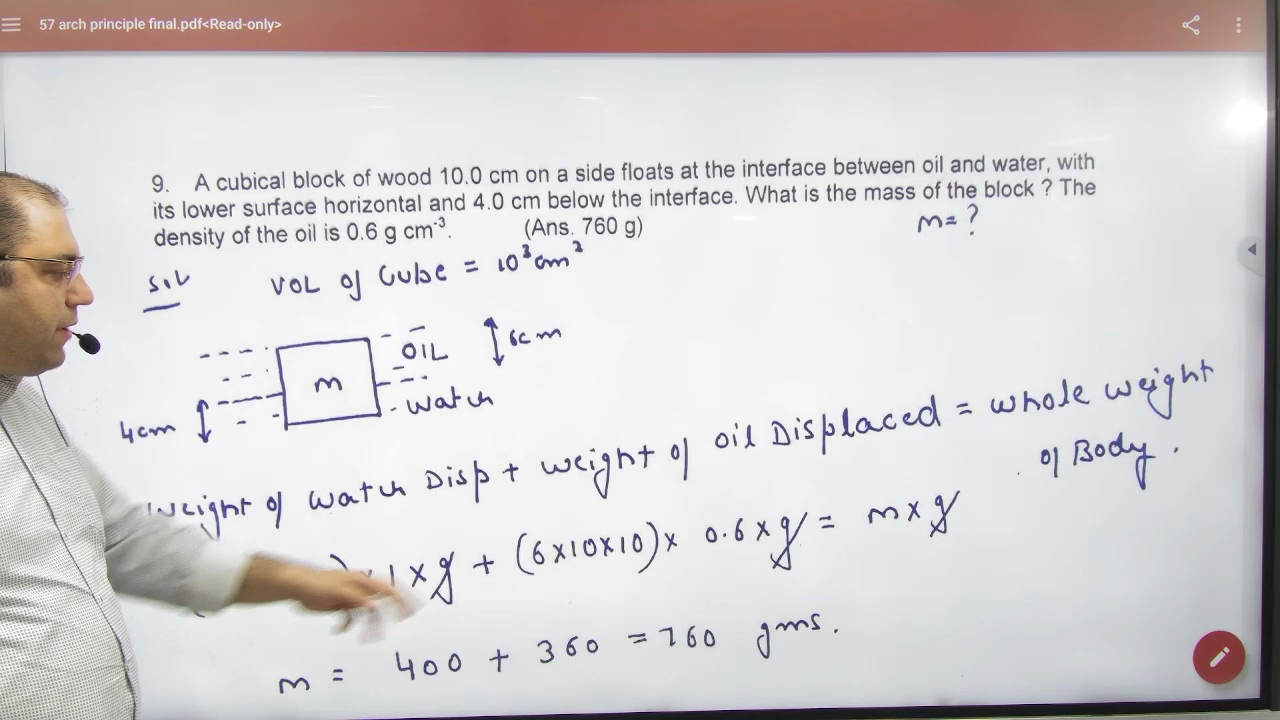 57 arch principle final.pdf<Read-only>
9. A cubical block of wood 10.0 cm on a side floats at the interface between oil and water, with
its lower surface horizontal and 4.0 cm below the interface. What is the mass of the block ? The
density of the oil is 0.6 g cm⁻³. (Ans. 760 g)
m= ?
Sol
VOL of Cube = 10³cm³
OIL
6cm
m
water
4cm
weight of water Disp + weight of oil Displaced = whole weight
of Body .
) × 1 × g + (6×10×10)× 0.6 × g = m × g
m = 400 + 360 = 760 gms.